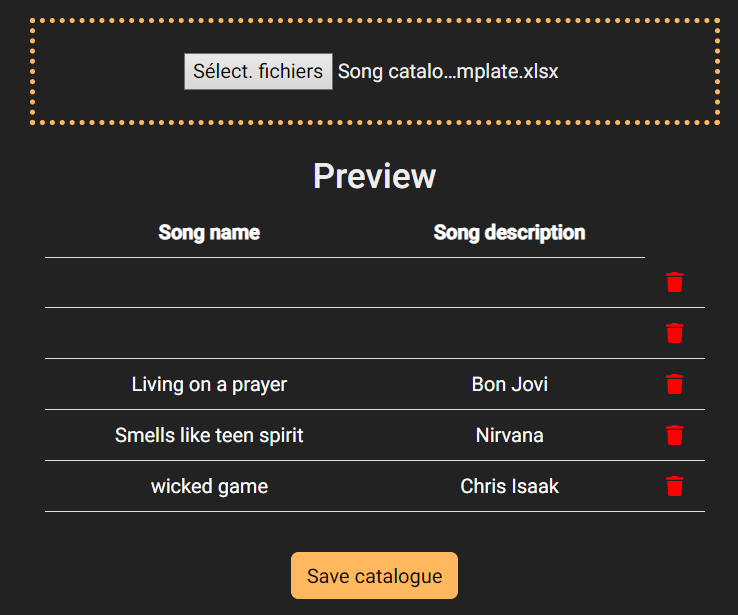 Sélect. fichiers Song catalo...mplate.xlsx
Preview
Song name Song description
Living on a prayer Bon Jovi
Smells like teen spirit Nirvana
wicked game Chris Isaak
Save catalogue